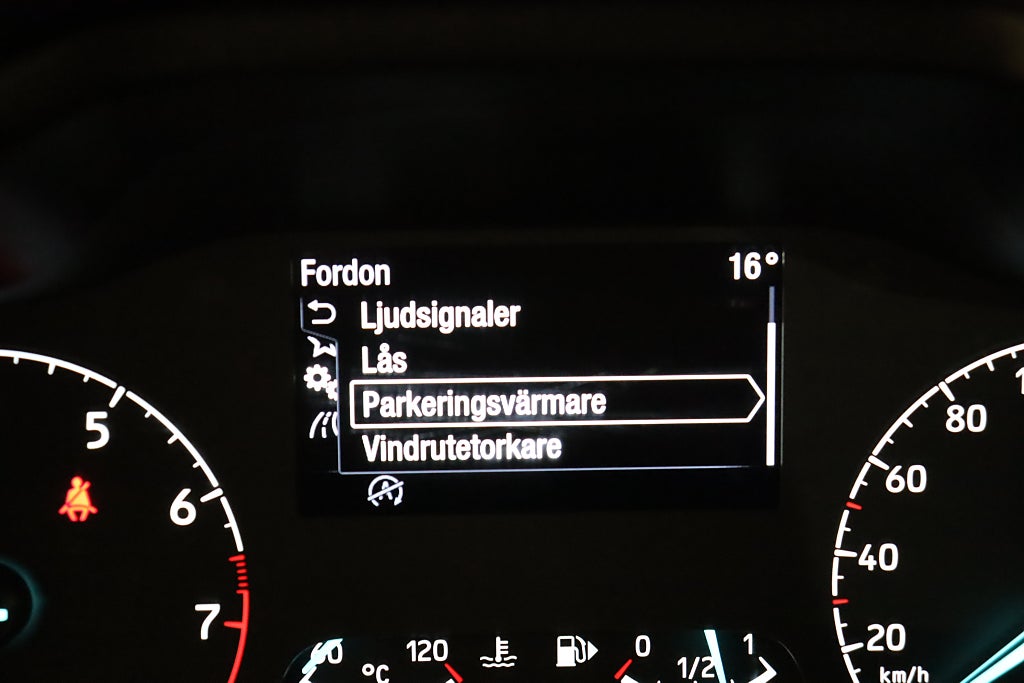 Fordon 16°
Ljudsignaler
Lås
Parkeringsvärmare
Vindrutetorkare
5
6
7
80
60
40
20
km/h
60 120
°C
0 1/2 1